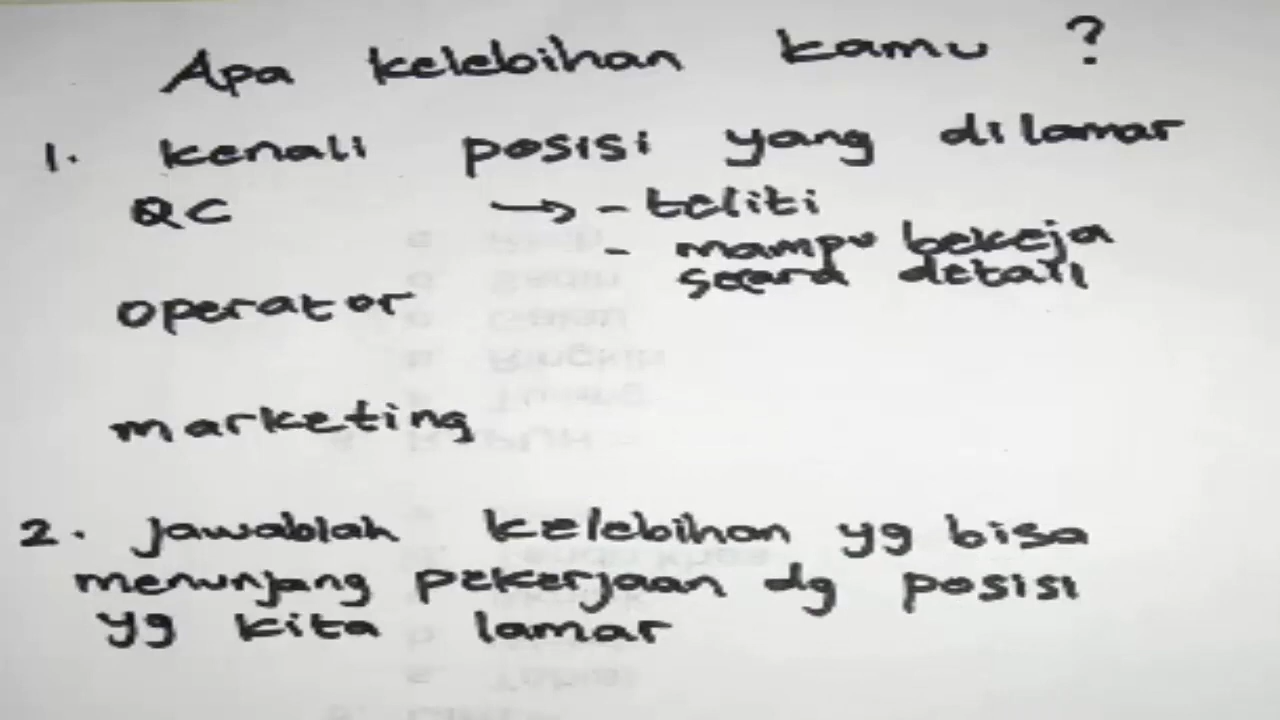 Apa kelebihan kamu ?
1. kenali posisi yang dilamar
QC → - teliti
- mampu bekeja
secara detail
operator
marketing
2. jawablah kelebihan yg bisa
menunjang pekerjaan dg posisi
yg kita lamar